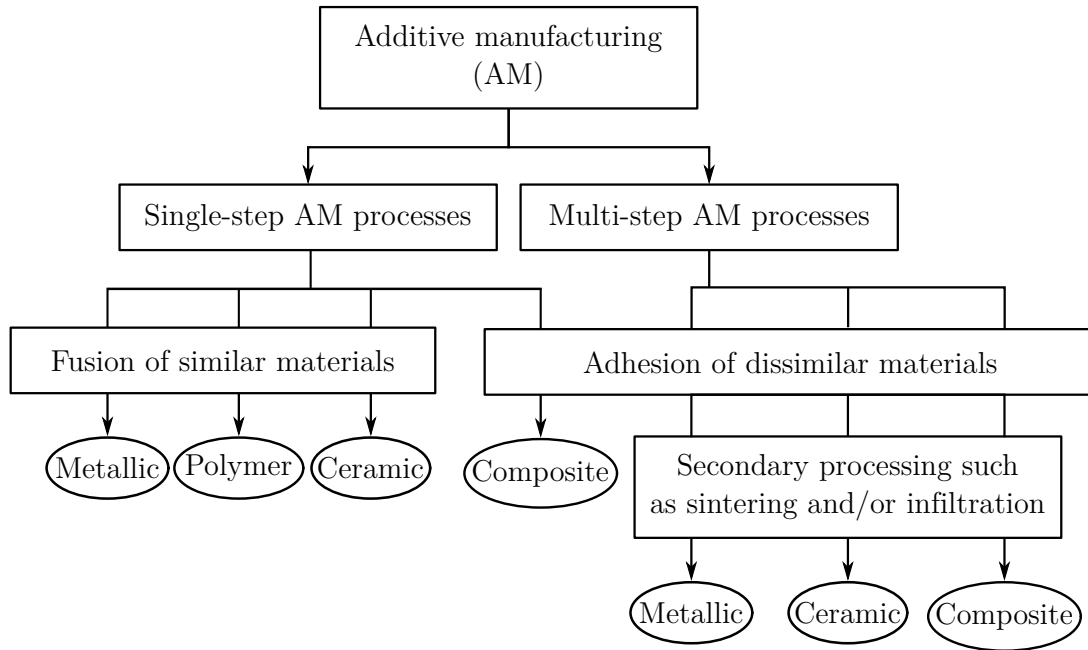 Additive manufacturing
(AM)
Single-step AM processes
Multi-step AM processes
Fusion of similar materials
Adhesion of dissimilar materials
Metallic
Polymer
Ceramic
Composite
Secondary processing such
as sintering and/or infiltration
Metallic
Ceramic
Composite